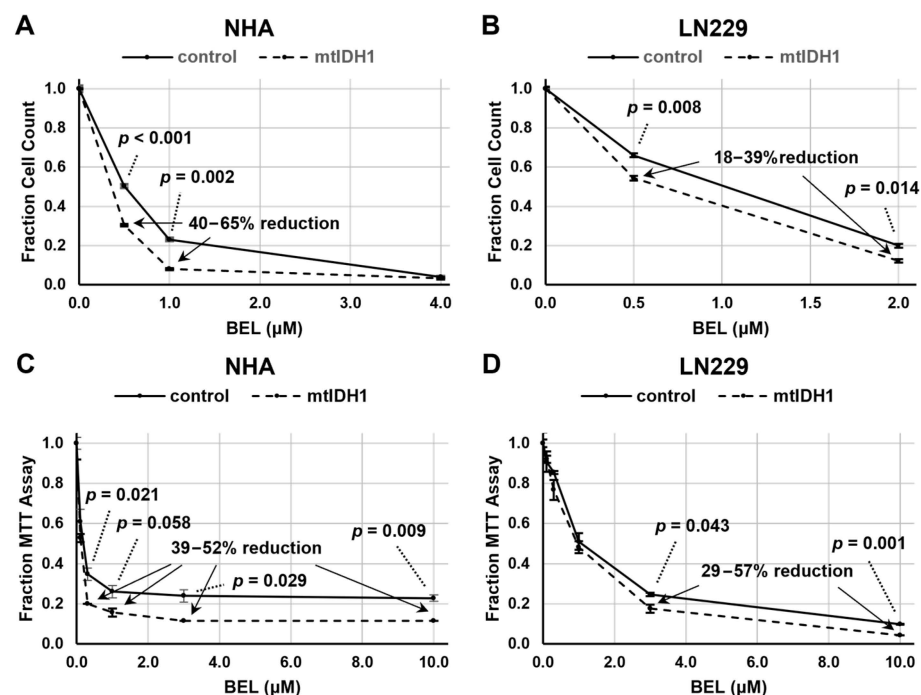 A
NHA
control
mtIDH1
Fraction Cell Count
1.0
0.8
0.6
0.4
0.2
0.0
p < 0.001
p = 0.002
40–65% reduction
0.0
1.0
2.0
3.0
4.0
BEL (µM)
B
LN229
control
mtIDH1
Fraction Cell Count
1.0
0.8
0.6
0.4
0.2
0.0
p = 0.008
18–39%reduction
p = 0.014
0.0
0.5
1.0
1.5
2.0
BEL (µM)
C
NHA
control
mtIDH1
Fraction MTT Assay
1.0
0.8
0.6
0.4
0.2
0.0
p = 0.021
p = 0.058
p = 0.009
39–52% reduction
p = 0.029
0.0
2.0
4.0
6.0
8.0
10.0
BEL (µM)
D
LN229
control
mtIDH1
Fraction MTT Assay
1.0
0.8
0.6
0.4
0.2
0.0
p = 0.043
p = 0.001
29–57% reduction
0.0
2.0
4.0
6.0
8.0
10.0
BEL (µM)